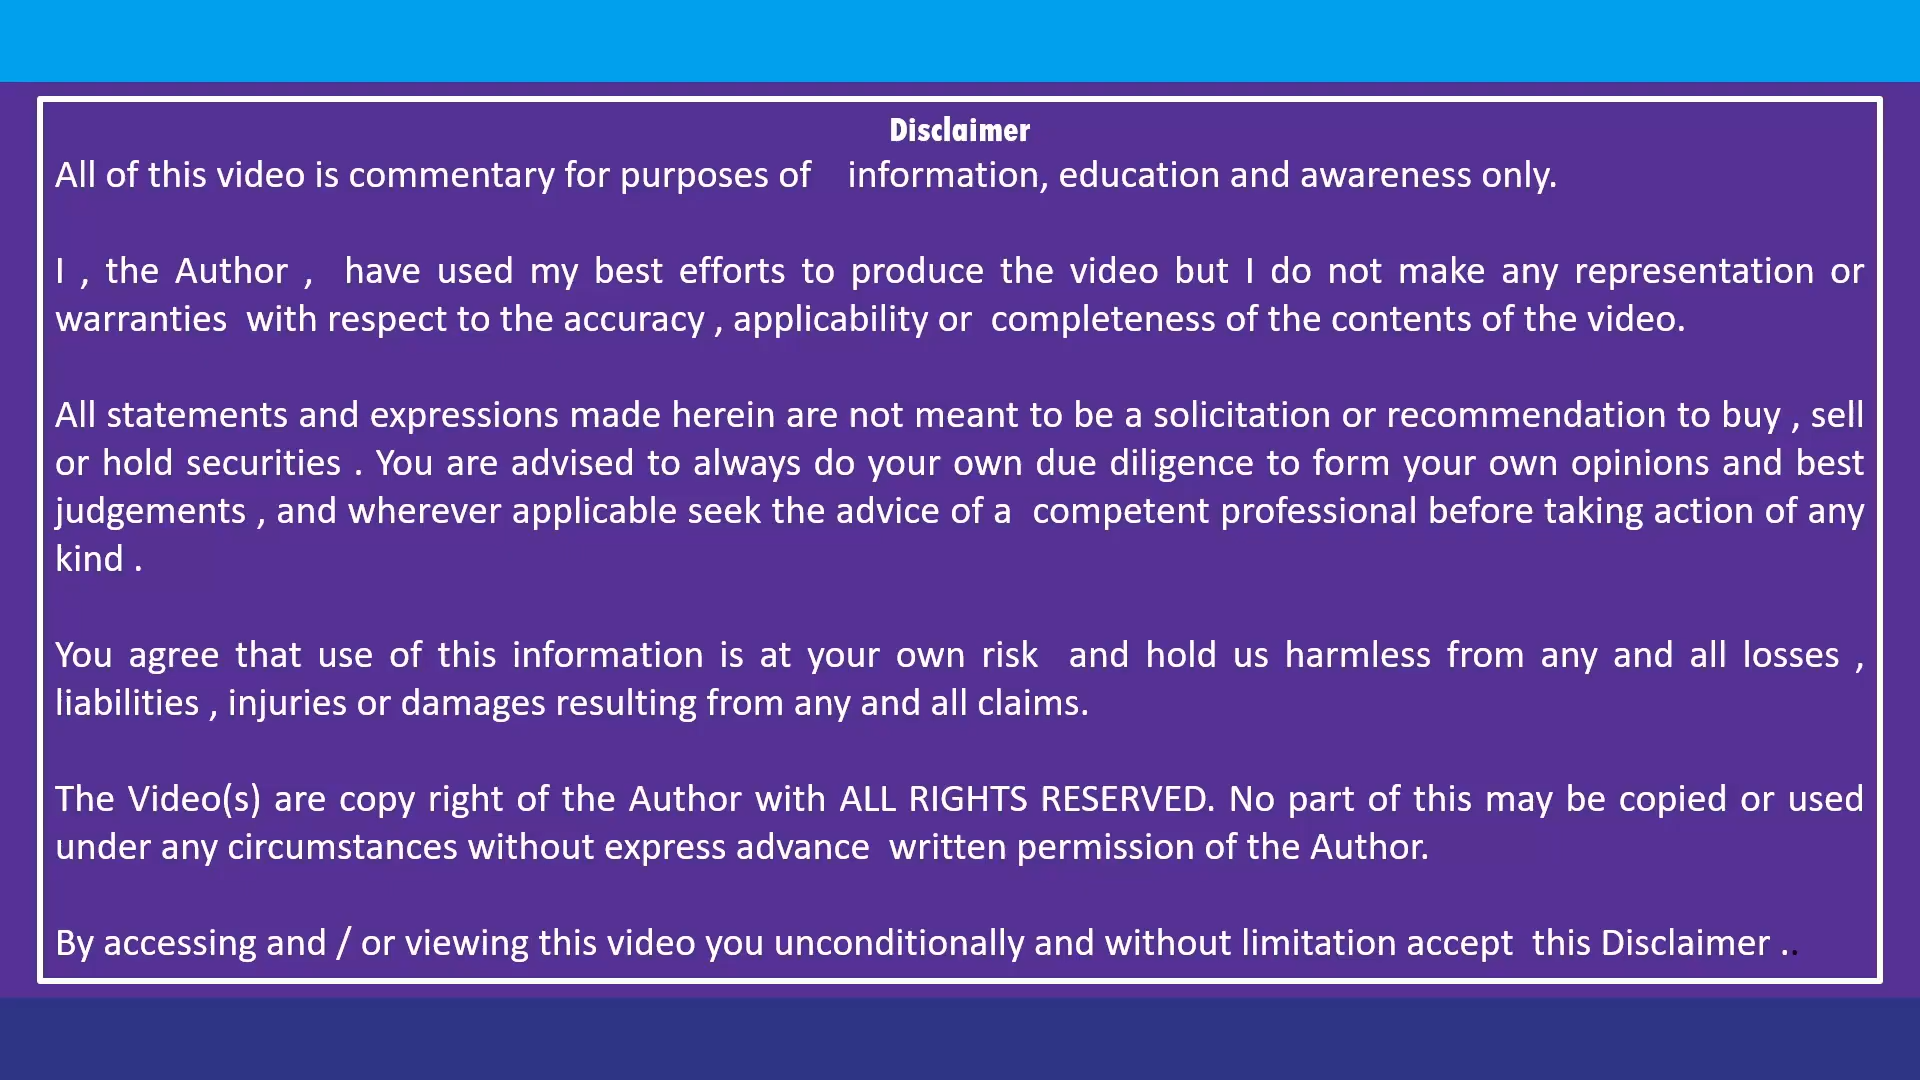 Disclaimer
All of this video is commentary for purposes of    information, education and awareness only.
I , the Author ,  have used my best efforts to produce the video but I do not make any representation or
warranties  with respect to the accuracy , applicability or  completeness of the contents of the video.
All statements and expressions made herein are not meant to be a solicitation or recommendation to buy , sell
or hold securities . You are advised to always do your own due diligence to form your own opinions and best
judgements , and wherever applicable seek the advice of a  competent professional before taking action of any
kind .
You agree that use of this information is at your own risk  and hold us harmless from any and all losses ,
liabilities , injuries or damages resulting from any and all claims.
The Video(s) are copy right of the Author with ALL RIGHTS RESERVED. No part of this may be copied or used
under any circumstances without express advance  written permission of the Author.
By accessing and / or viewing this video you unconditionally and without limitation accept  this Disclaimer ..